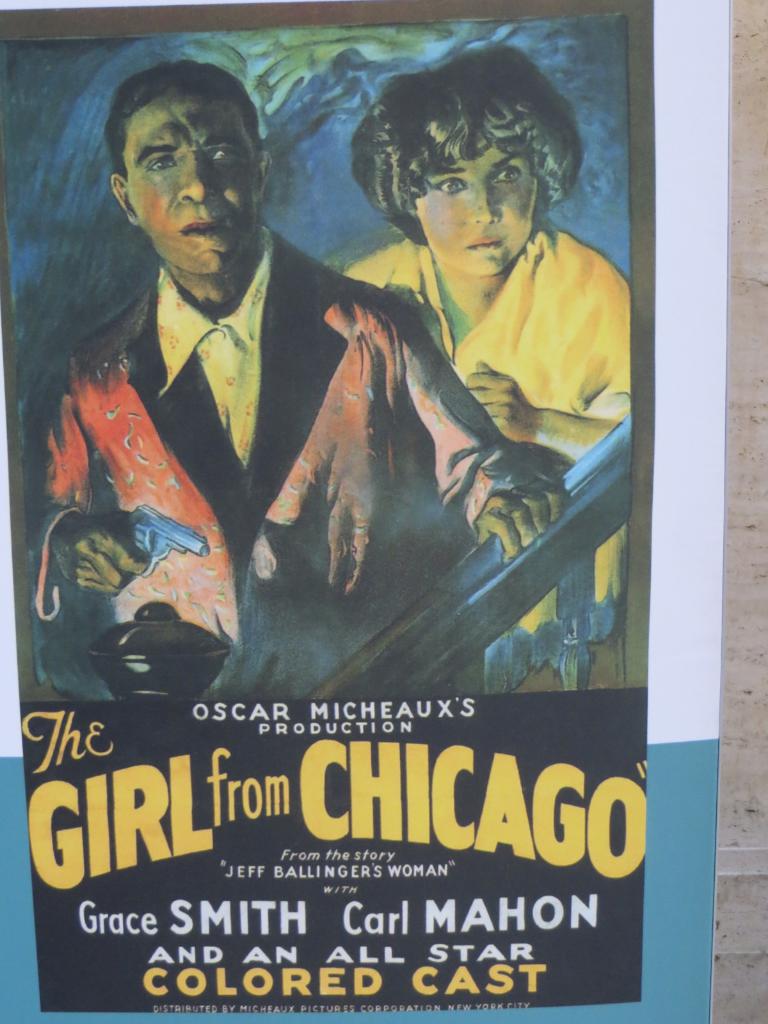 OSCAR MICHEAUX'S
PRODUCTION
The
GIRL from CHICAGO"
From the story
"JEFF BALLINGER'S WOMAN"
WITH
Grace SMITH Carl MAHON
AND AN ALL STAR
COLORED CAST
DISTRIBUTED BY MICHEAUX PICTURES CORPORATION NEW YORK CITY